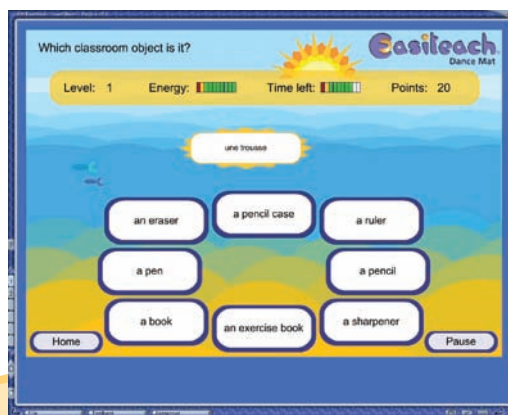 Which classroom object is it?
Easiteach
Dance Mat
Level: 1 Energy: Time left: Points: 20
une trousse
an eraser
a pencil case
a ruler
a pen
a pencil
a book
an exercise book
a sharpener
Home
Pause